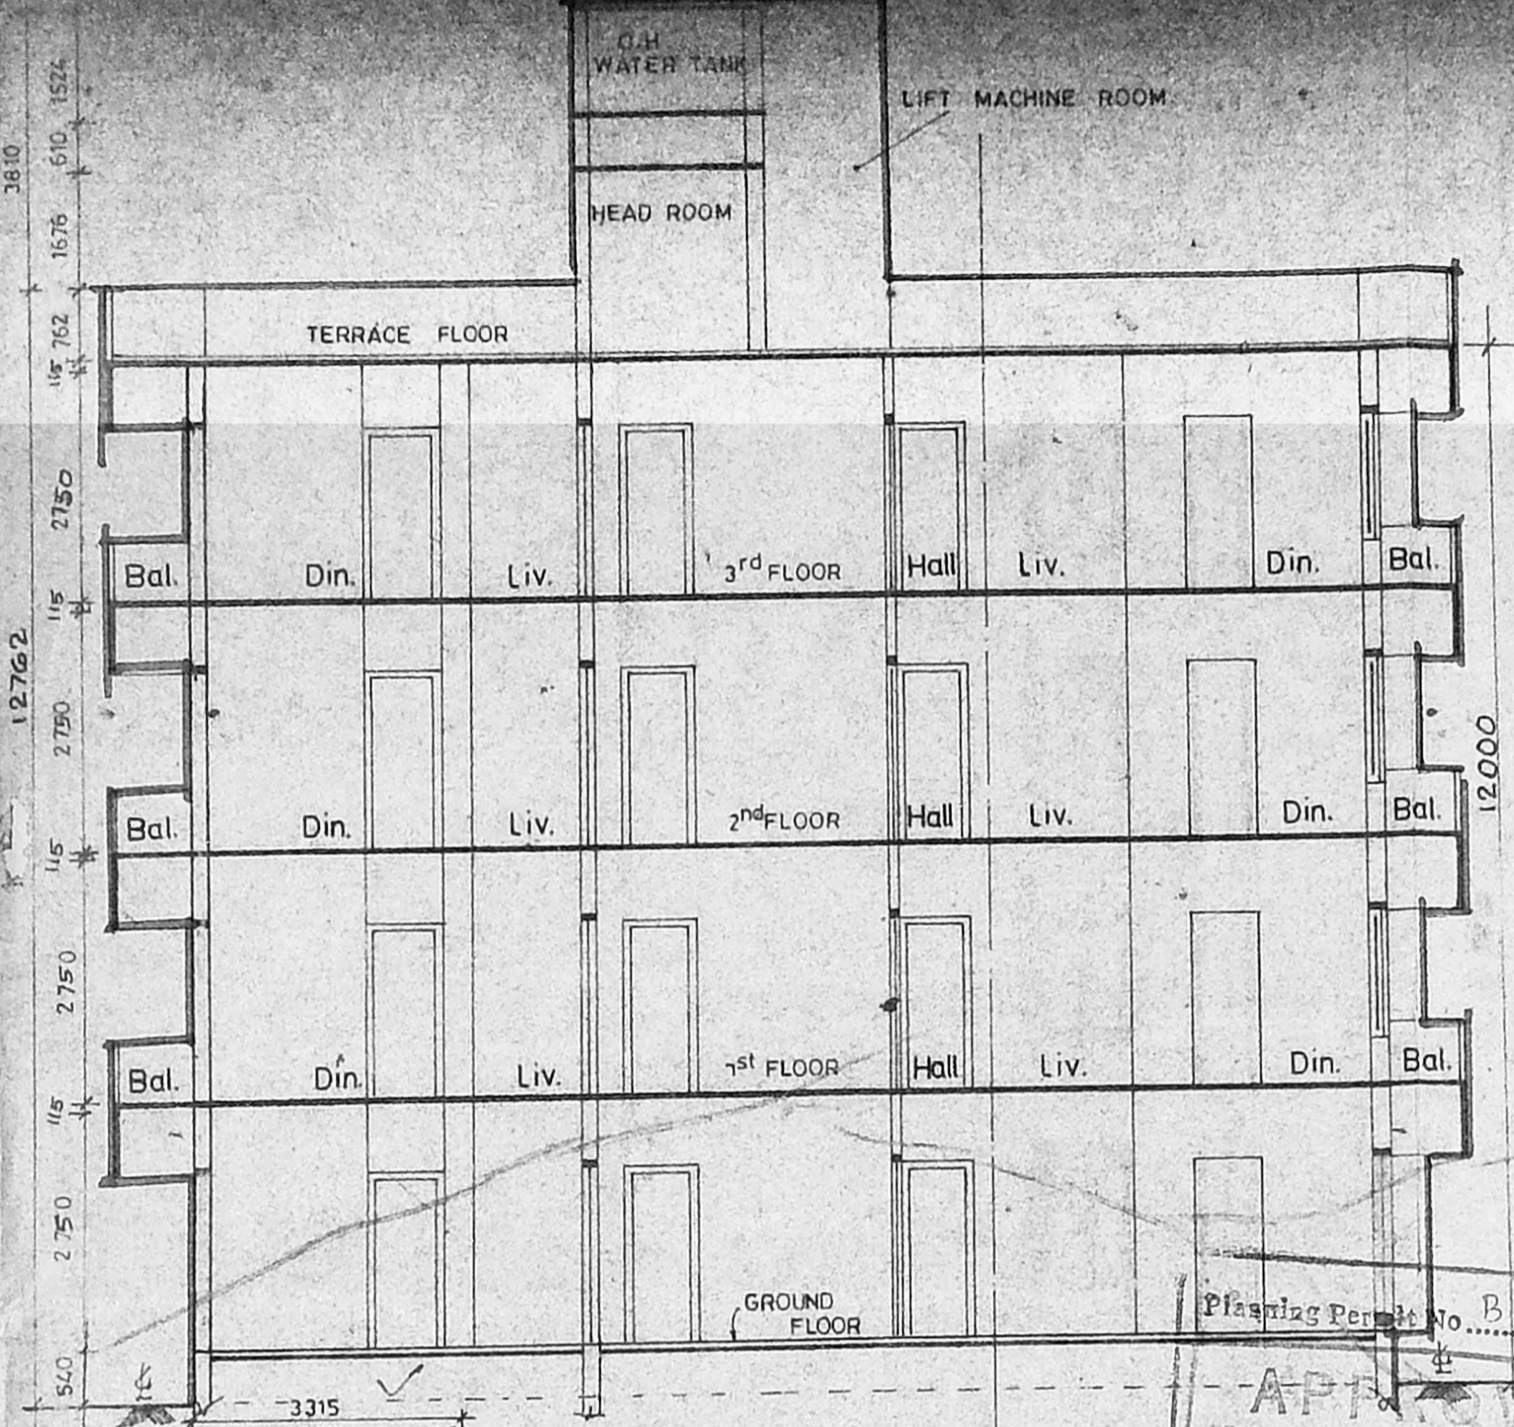 O.H
WATER TANK
LIFT MACHINE ROOM
HEAD ROOM
TERRACE FLOOR
3810
1524
610
1676
762
115
2750
115
2750
115
2750
115
2750
540
12762
12000
Bal. Din. Liv. 3rd FLOOR Hall Liv. Din. Bal.
Bal. Din. Liv. 2nd FLOOR Hall Liv. Din. Bal.
Bal. Din. Liv. 1st FLOOR Hall Liv. Din. Bal.
GROUND
FLOOR
Planning Permit No B
3315